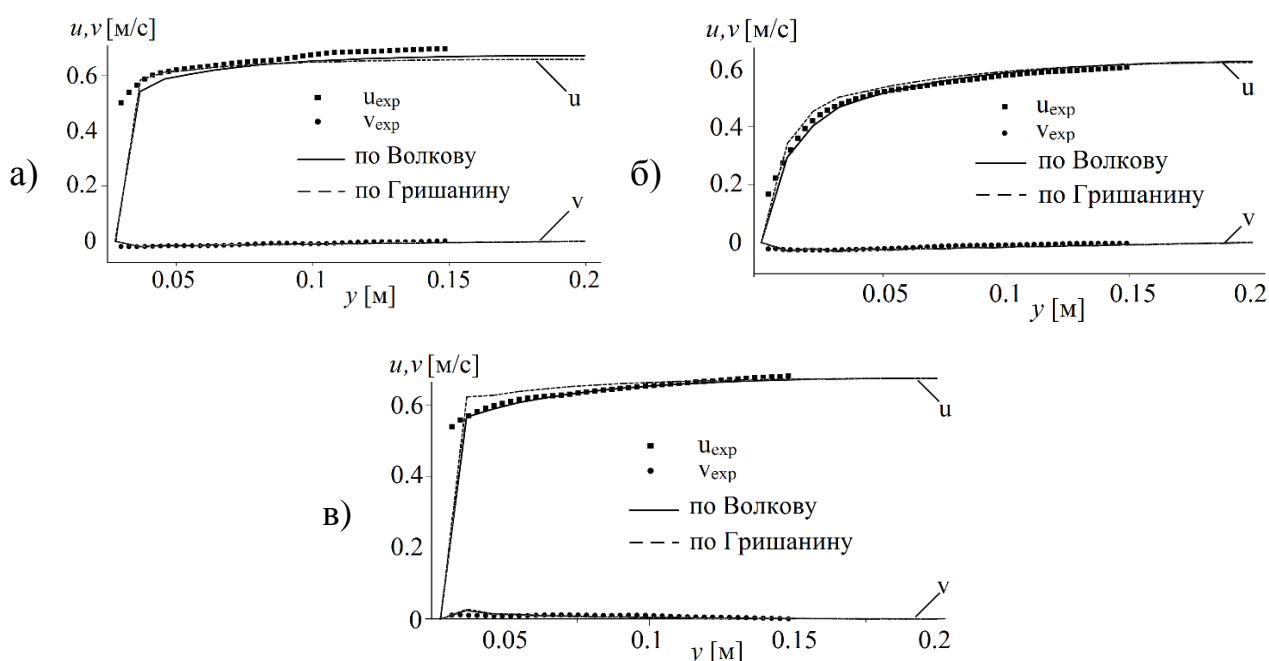 u,v [м/с]
0.6
0.4
0.2
0
u_exp
v_exp
по Волкову
по Гришанину
u
v
0.05 0.1 0.15 0.2
y [м]
а)
u,v [м/с]
0.6
0.4
0.2
0
u_exp
v_exp
по Волкову
по Гришанину
u
v
0.05 0.1 0.15 0.2
y [м]
б)
u,v [м/с]
0.6
0.4
0.2
0
u_exp
v_exp
по Волкову
по Гришанину
u
v
0.05 0.1 0.15 0.2
y [м]
в)